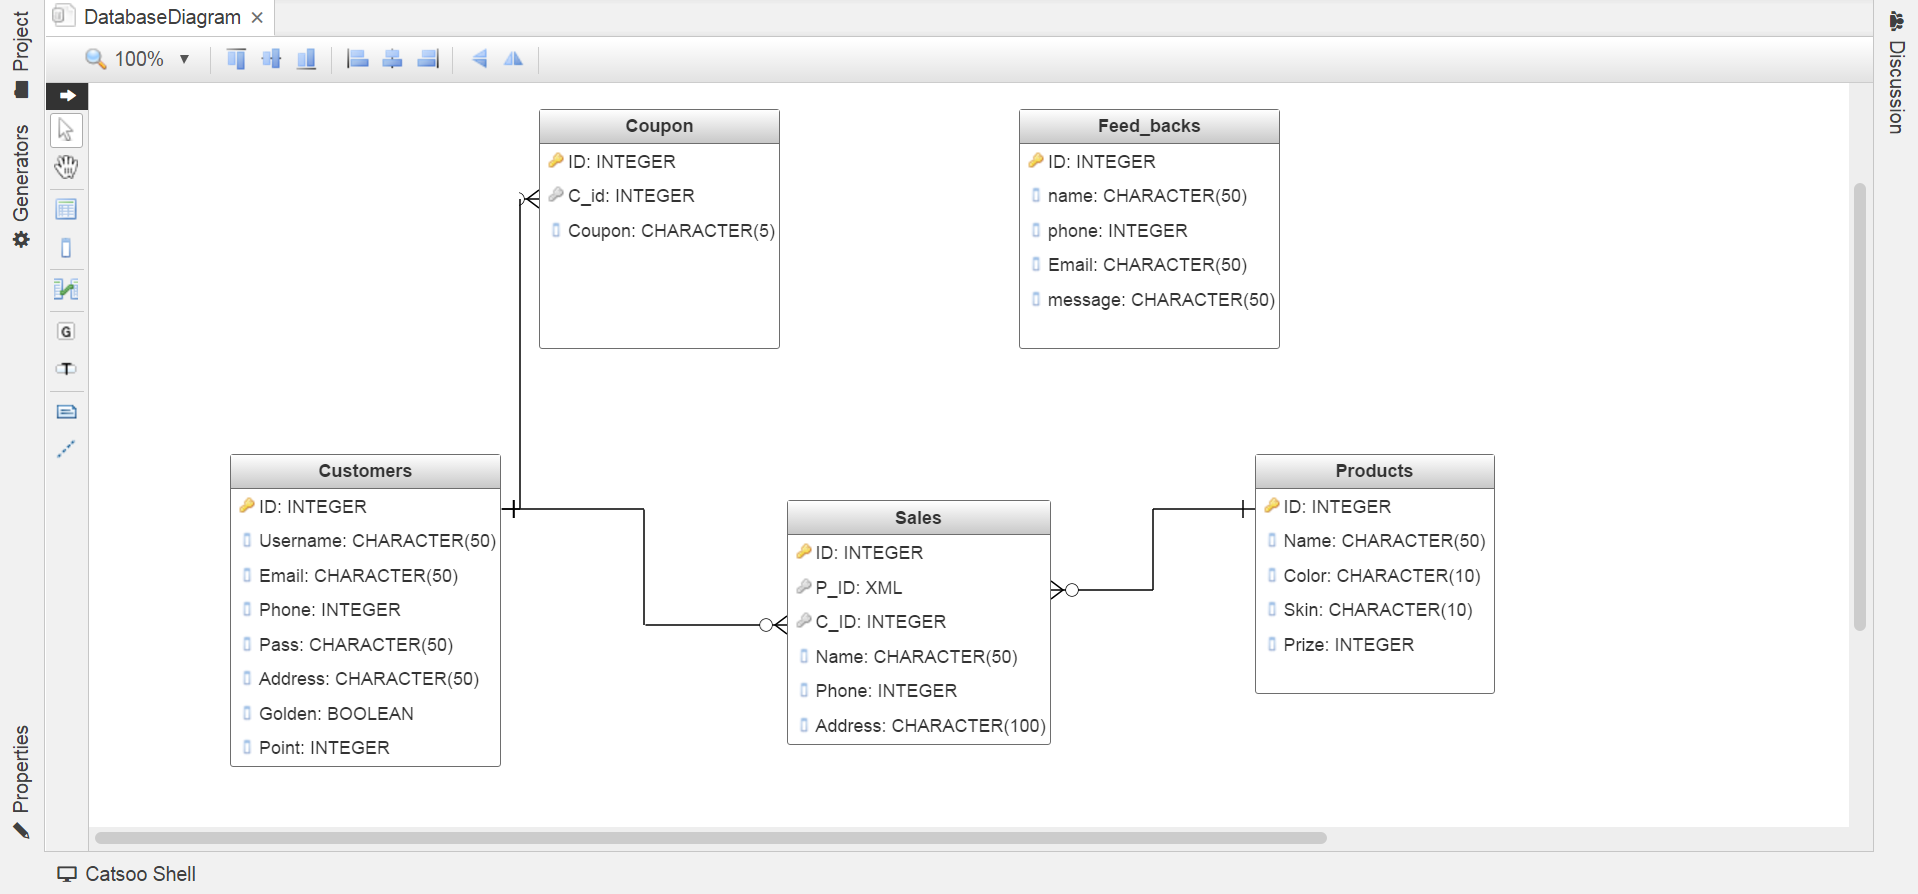 DatabaseDiagram ×
Project
Generators
Properties
Discussion
100%
G
T
Coupon
ID: INTEGER
C_id: INTEGER
Coupon: CHARACTER(5)
Feed_backs
ID: INTEGER
name: CHARACTER(50)
phone: INTEGER
Email: CHARACTER(50)
message: CHARACTER(50)
Customers
ID: INTEGER
Username: CHARACTER(50)
Email: CHARACTER(50)
Phone: INTEGER
Pass: CHARACTER(50)
Address: CHARACTER(50)
Golden: BOOLEAN
Point: INTEGER
Sales
ID: INTEGER
P_ID: XML
C_ID: INTEGER
Name: CHARACTER(50)
Phone: INTEGER
Address: CHARACTER(100)
Products
ID: INTEGER
Name: CHARACTER(50)
Color: CHARACTER(10)
Skin: CHARACTER(10)
Prize: INTEGER
Catsoo Shell